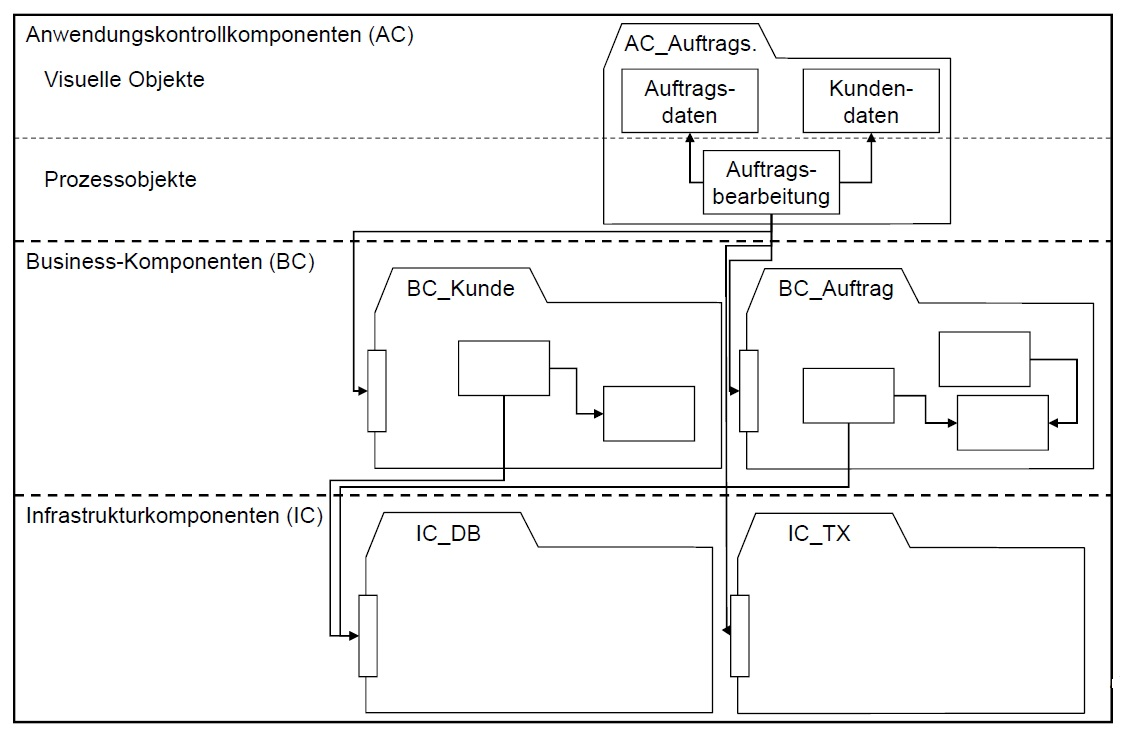 Anwendungskontrollkomponenten (AC)
AC_Auftrags.
Visuelle Objekte
Auftrags-
daten
Kunden-
daten
Prozessobjekte
Auftrags-
bearbeitung
Business-Komponenten (BC)
BC_Kunde
BC_Auftrag
Infrastrukturkomponenten (IC)
IC_DB
IC_TX